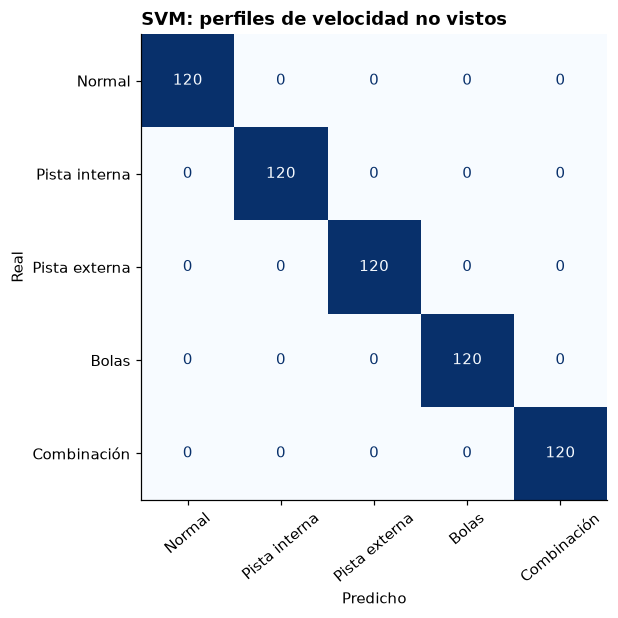 SVM: perfiles de velocidad no vistos
Real
Normal 120 0 0 0 0
Pista interna 0 120 0 0 0
Pista externa 0 0 120 0 0
Bolas 0 0 0 120 0
Combinación 0 0 0 0 120
Normal Pista interna Pista externa Bolas Combinación
Predicho